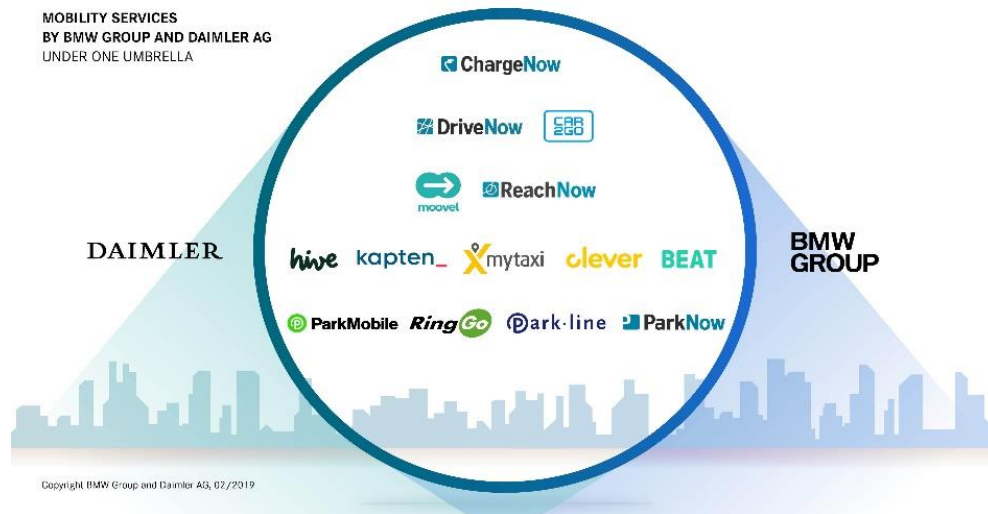 MOBILITY SERVICES
BY BMW GROUP AND DAIMLER AG
UNDER ONE UMBRELLA
ChargeNow
DriveNow CAR2GO
moovel ReachNow
DAIMLER hive kapten_ mytaxi clever BEAT BMW GROUP
ParkMobile RingGo Park·line ParkNow
Copyright BMW Group and Daimler AG, 02/2019